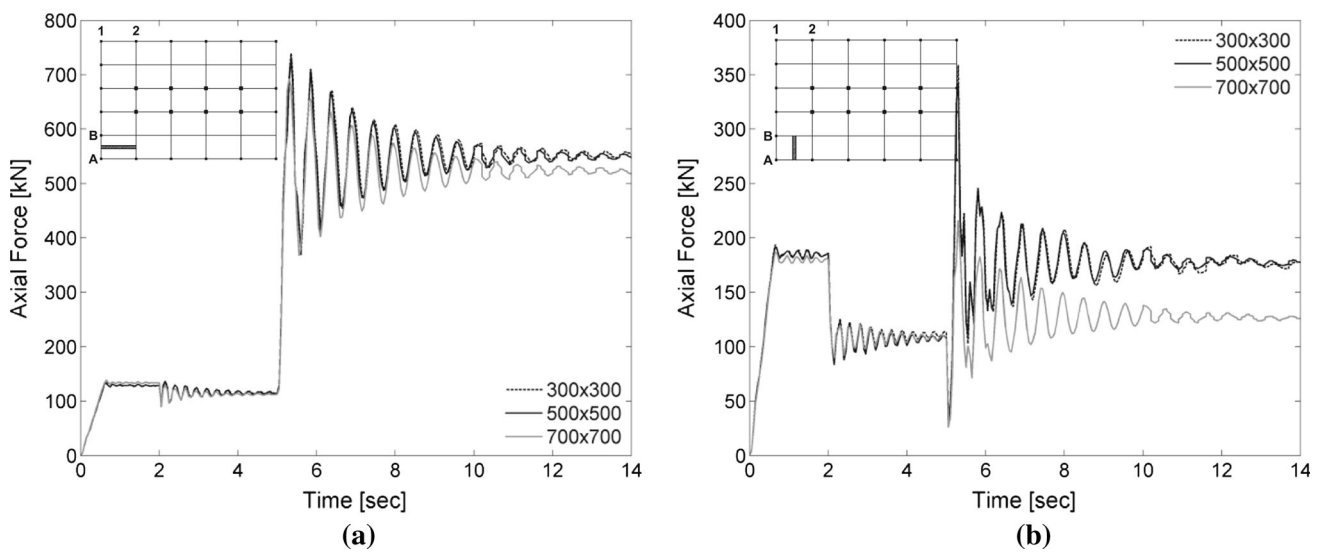 1 2
B
A
800
700
600
500
400
300
200
100
0
Axial Force [kN]
300x300
500x500
700x700
0 2 4 6 8 10 12 14
Time [sec]
(a)
1 2
B
A
400
350
300
250
200
150
100
50
0
Axial Force [kN]
300x300
500x500
700x700
0 2 4 6 8 10 12 14
Time [sec]
(b)